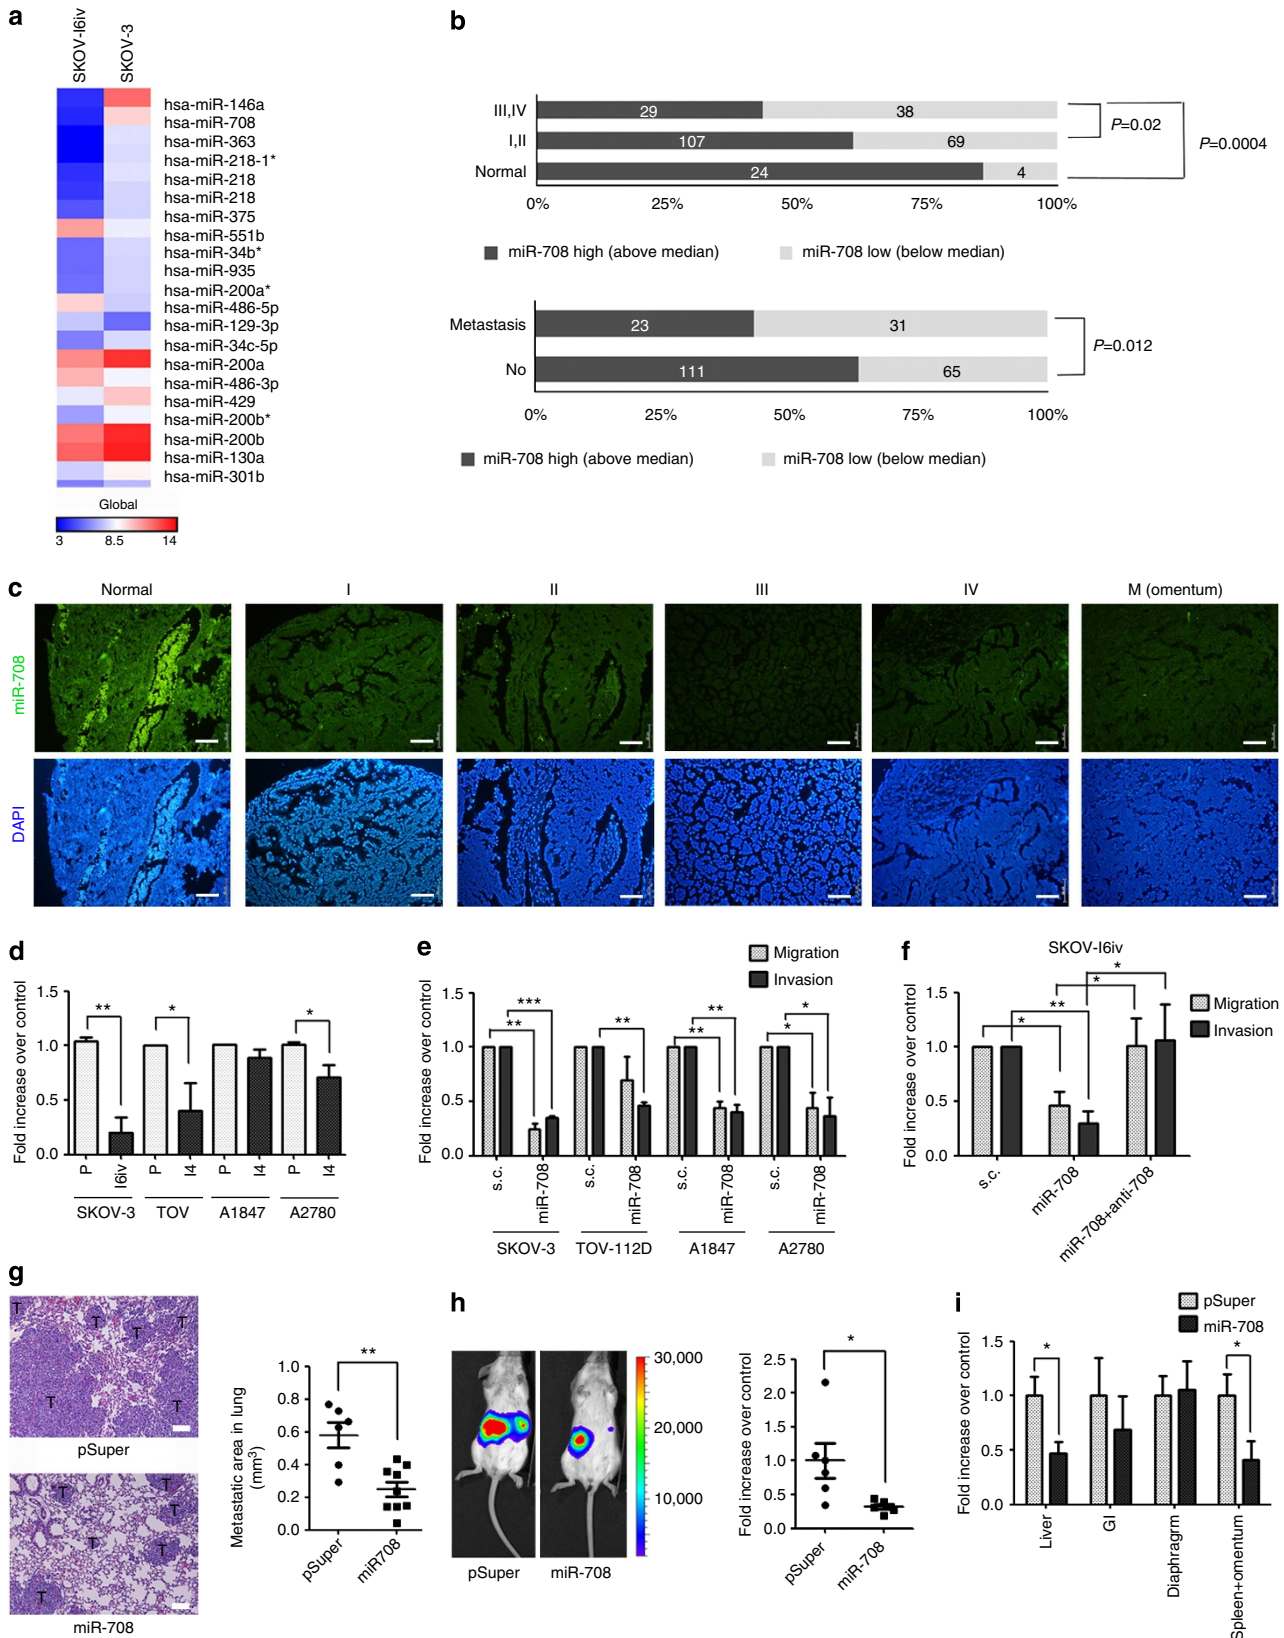 a
SKOV-I6iv
SKOV-3
hsa-miR-146a
hsa-miR-708
hsa-miR-363
hsa-miR-218-1*
hsa-miR-218
hsa-miR-218
hsa-miR-375
hsa-miR-551b
hsa-miR-34b*
hsa-miR-935
hsa-miR-200a*
hsa-miR-486-5p
hsa-miR-129-3p
hsa-miR-34c-5p
hsa-miR-200a
hsa-miR-486-3p
hsa-miR-429
hsa-miR-200b*
hsa-miR-200b
hsa-miR-130a
hsa-miR-301b
Global
3 8.5 14
b
III,IV 29 38
I,II 107 69
Normal 24 4
P=0.02
P=0.0004
0% 25% 50% 75% 100%
miR-708 high (above median) miR-708 low (below median)
Metastasis 23 31
No 111 65
P=0.012
0% 25% 50% 75% 100%
miR-708 high (above median) miR-708 low (below median)
c
Normal I II III IV M (omentum)
miR-708
DAPI
d
Fold increase over control
1.5
1.0
0.5
0.0
** * *
P I6iv P I4 P I4 P I4
SKOV-3 TOV A1847 A2780
e
Migration
Invasion
Fold increase over control
1.5
1.0
0.5
0.0
*** ** ** ** ** * *
s.c. miR-708 s.c. miR-708 s.c. miR-708 s.c. miR-708
SKOV-3 TOV-112D A1847 A2780
f
SKOV-I6iv
Migration
Invasion
Fold increase over control
1.5
1.0
0.5
0.0
* * ** *
s.c. miR-708 miR-708+anti-708
g
T T T T T T
pSuper
T T T T T T
miR-708
Metastatic area in lung
(mm3)
1.0
0.8
0.6
0.4
0.2
0.0
**
pSuper miR708
h
pSuper miR-708
30,000
20,000
10,000
Fold increase over control
2.5
2.0
1.5
1.0
0.5
0.0
*
pSuper miR-708
i
pSuper
miR-708
Fold increase over control
1.5
1.0
0.5
0.0
* *
Liver GI Diaphragrm Spleen+omentum